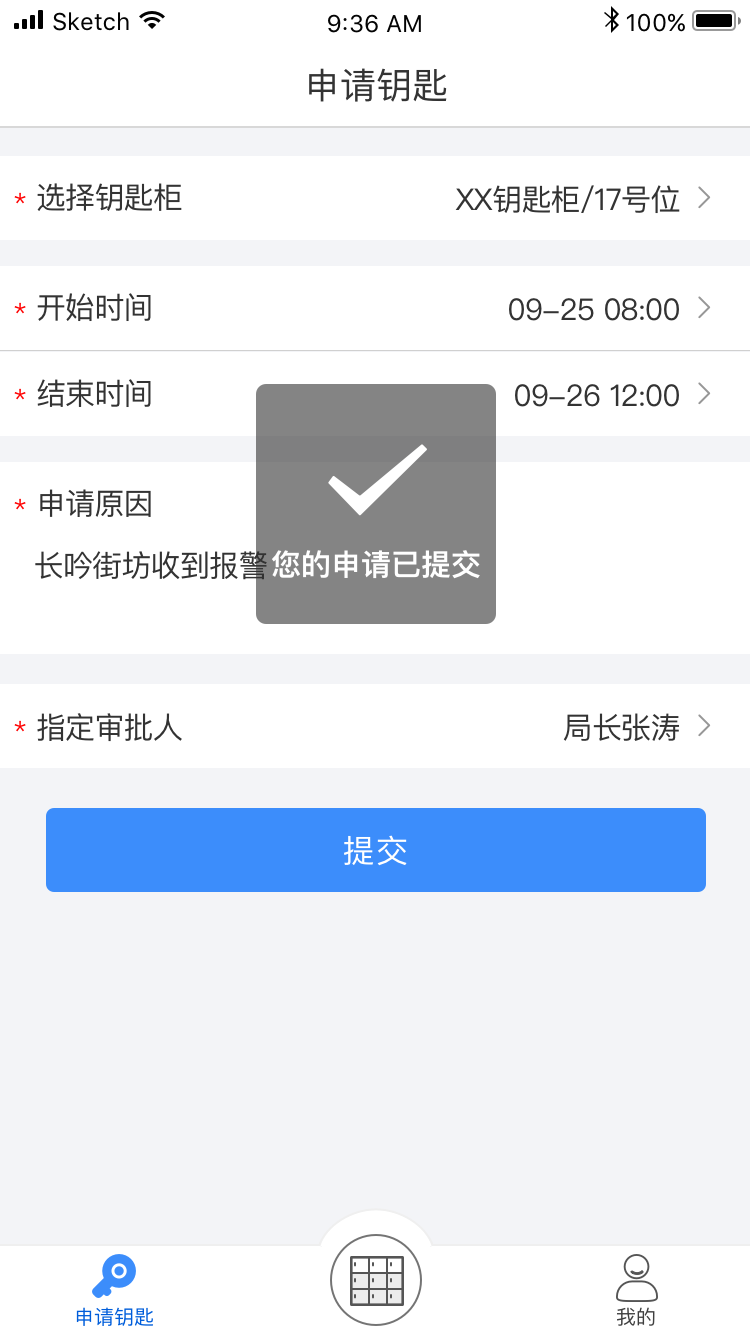 Sketch 9:36 AM 100%
申请钥匙
* 选择钥匙柜 XX钥匙柜/17号位
* 开始时间 09-25 08:00
* 结束时间 09-26 12:00
* 申请原因
长吟街坊收到报警
您的申请已提交
* 指定审批人 局长张涛
提交
申请钥匙 我的